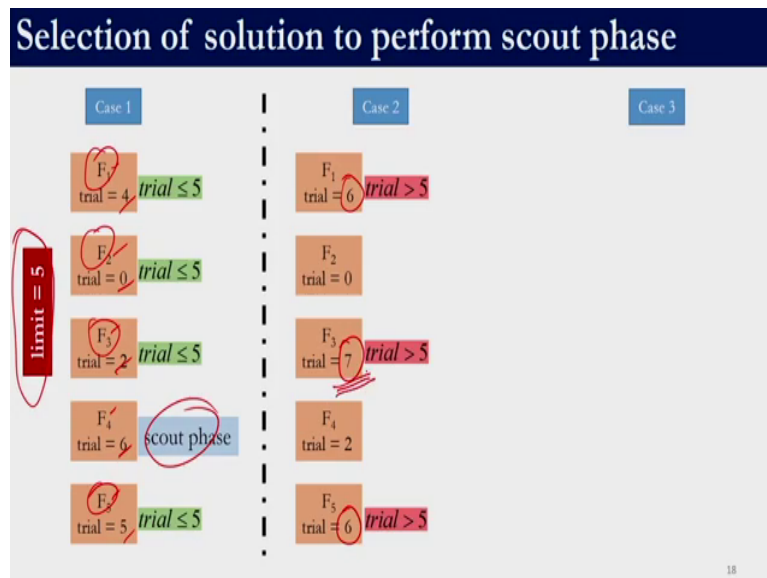 Selection of solution to perform scout phase
Case 1
Case 2
Case 3
limit = 5
F₁
trial = 4
trial ≤ 5
F₂
trial = 0
trial ≤ 5
F₃
trial = 2
trial ≤ 5
F₄
trial = 6
scout phase
F₅
trial = 5
trial ≤ 5
F₁
trial = 6
trial > 5
F₂
trial = 0
F₃
trial = 7
trial > 5
F₄
trial = 2
F₅
trial = 6
trial > 5
18